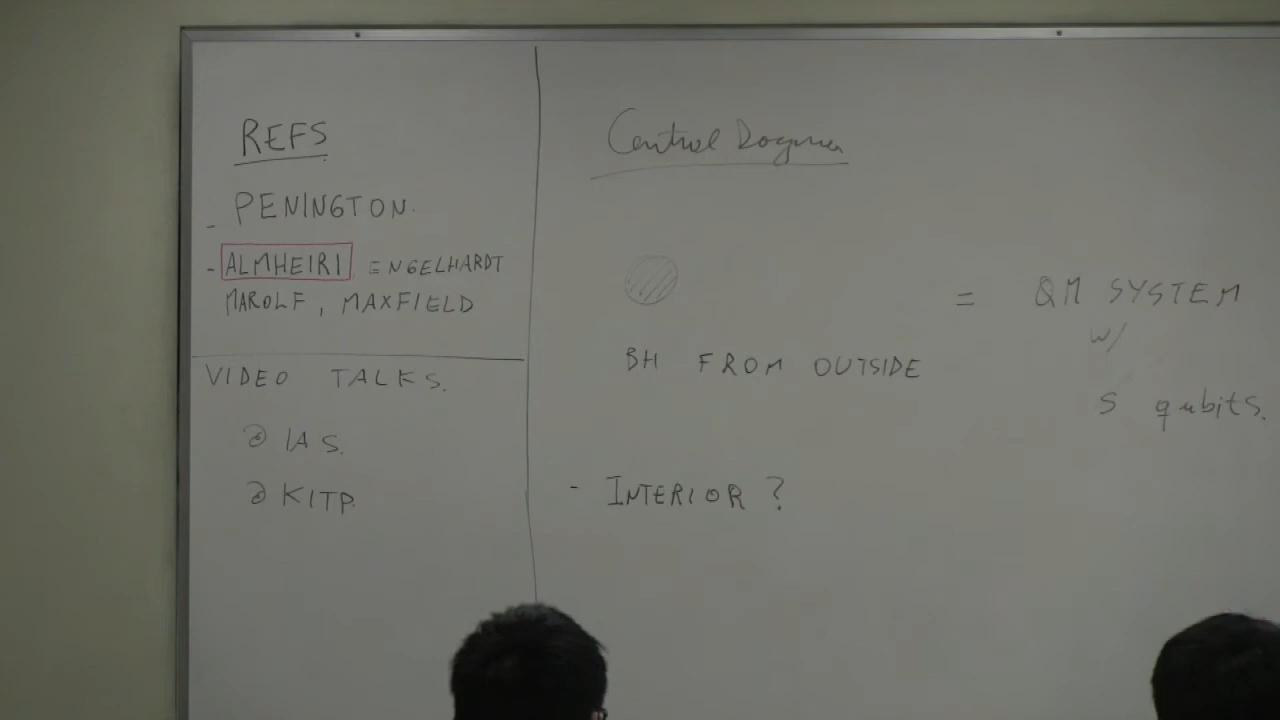 REFS
- PENINGTON.
- ALMHEIRI ENGELHARDT
MAROLF, MAXFIELD
VIDEO TALKS.
@ IAS.
@ KITP.
Central Dogma
= QM SYSTEM
w/
S qubits.
BH FROM OUTSIDE
- INTERIOR ?